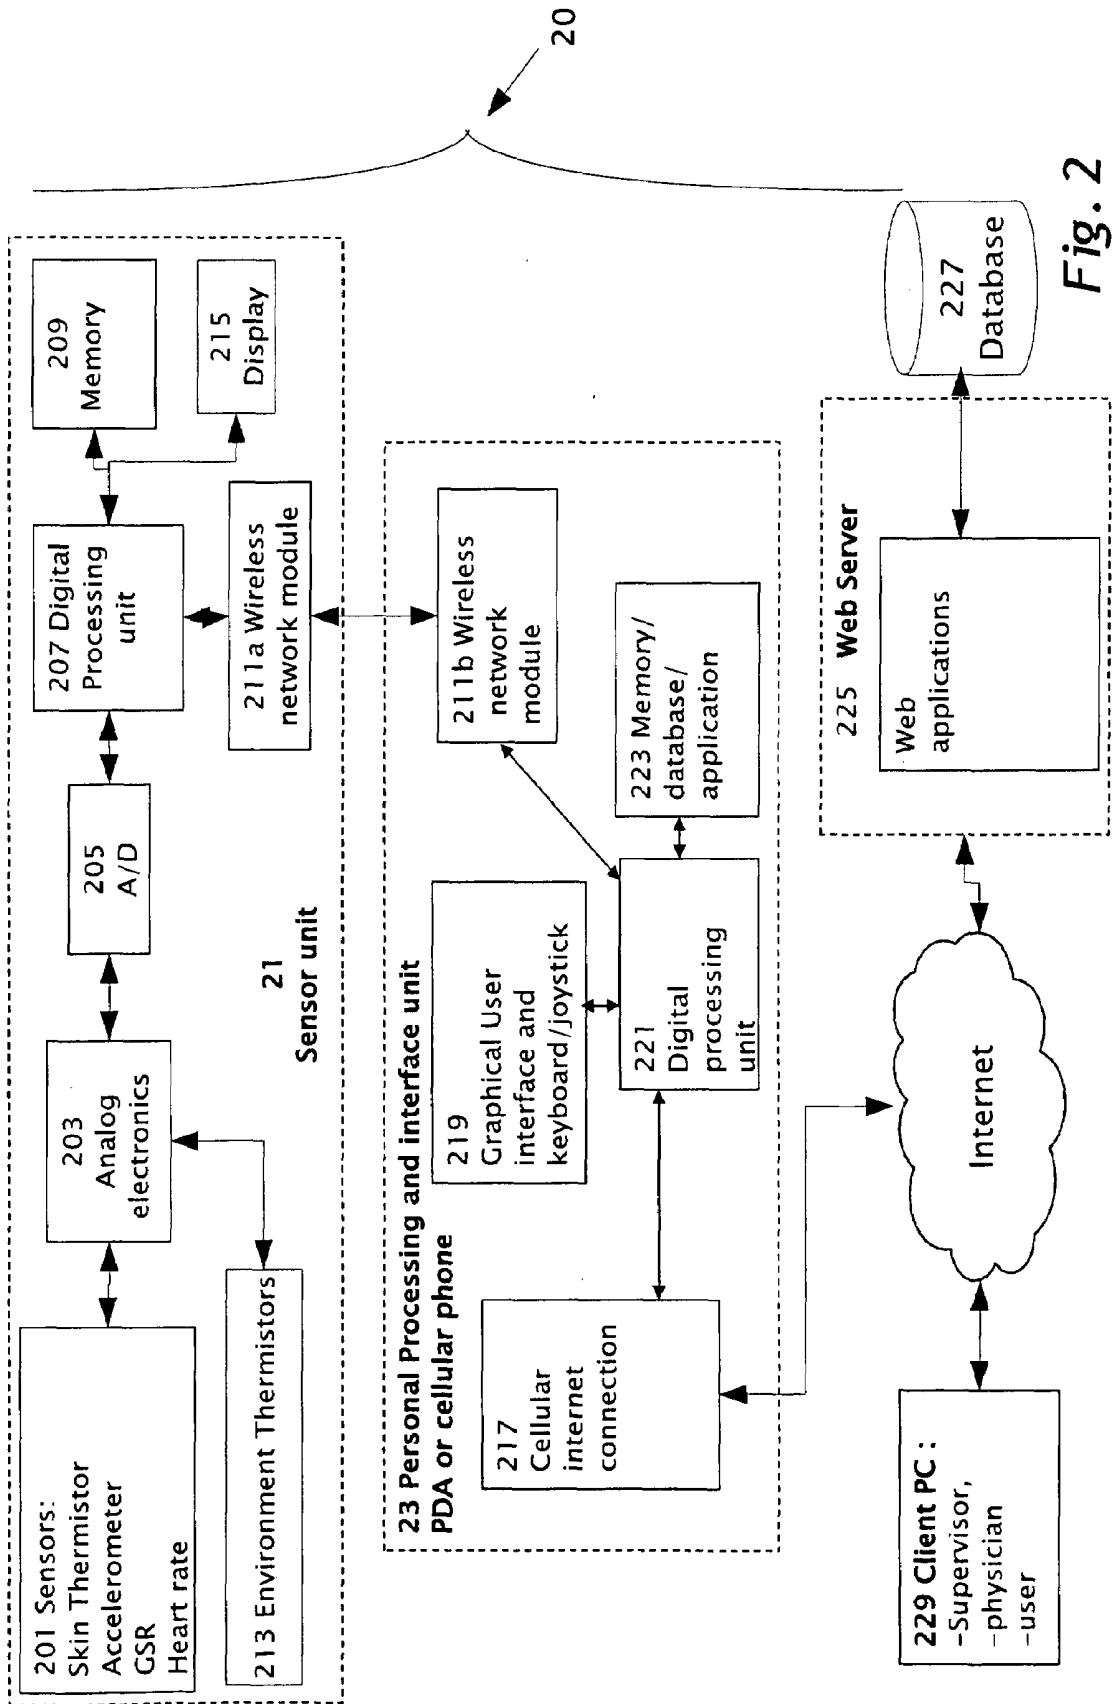 20
201 Sensors:
Skin Thermistor
Accelerometer
GSR
Heart rate
203
Analog
electronics
205
A/D
207 Digital
Processing
unit
209
Memory
215
Display
213 Environment Thermistors
21
Sensor unit
211a Wireless
network module
23 Personal Processing and interface unit
PDA or cellular phone
217
Cellular
internet
connection
219
Graphical User
interface and
keyboard/joystick
221
Digital
processing
unit
211b Wireless
network
module
223 Memory/
database/
application
229 Client PC :
-Supervisor,
-physician
-user
Internet
225 Web Server
Web
applications
227
Database
Fig. 2